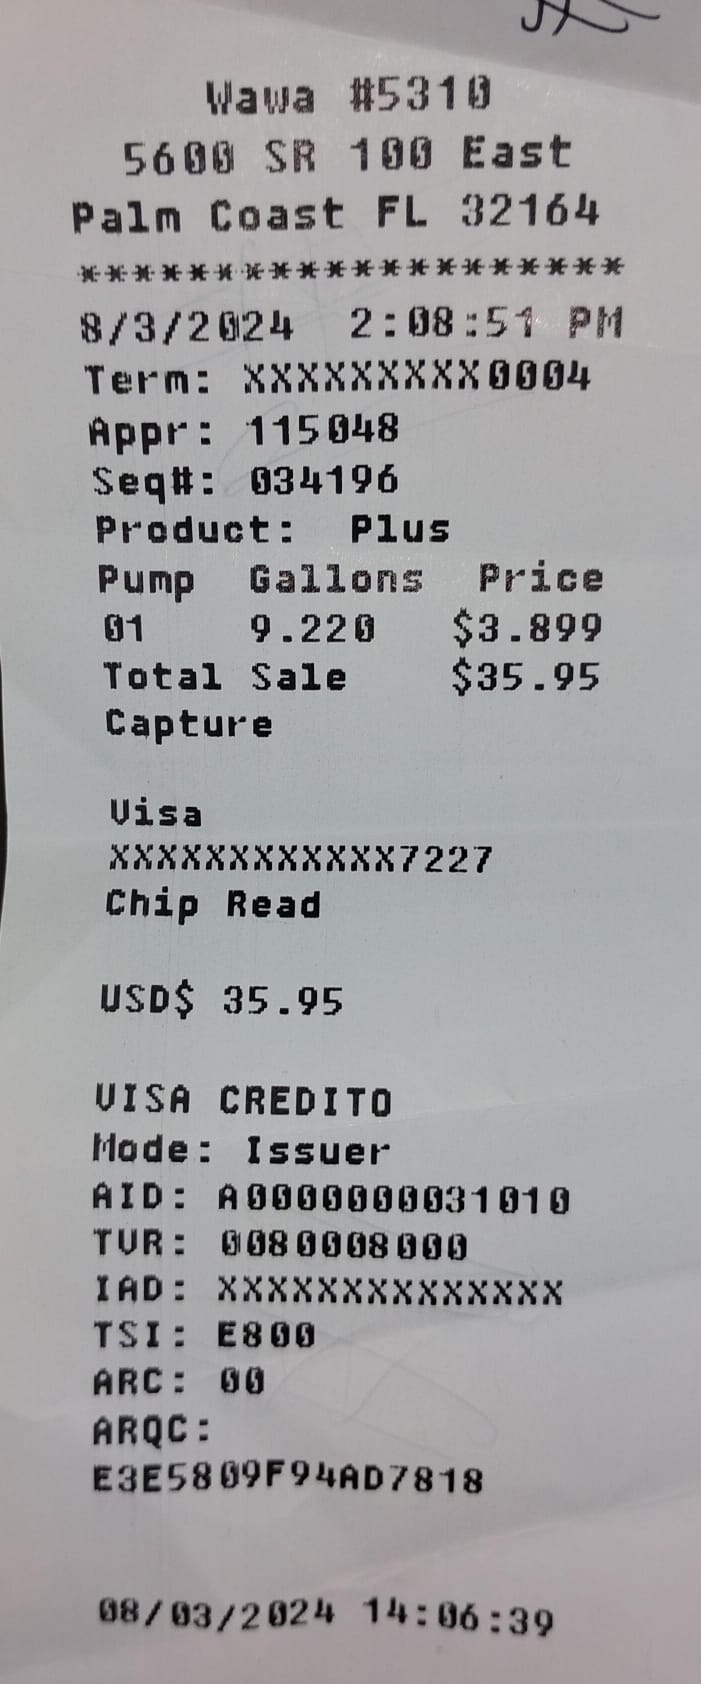 Wawa #5310
5600 SR 100 East
Palm Coast FL 32164
*********************
8/3/2024 2:08:51 PM
Term: XXXXXXXXX0004
Appr: 115048
Seq#: 034196
Product: Plus
Pump Gallons Price
01 9.220 $3.899
Total Sale $35.95
Capture
Visa
XXXXXXXXXXXX7227
Chip Read
USD$ 35.95
VISA CREDITO
Mode: Issuer
AID: A0000000031010
TVR: 0080008000
IAD: XXXXXXXXXXXXXX
TSI: E800
ARC: 00
ARQC:
E3E5809F94AD7818
08/03/2024 14:06:39